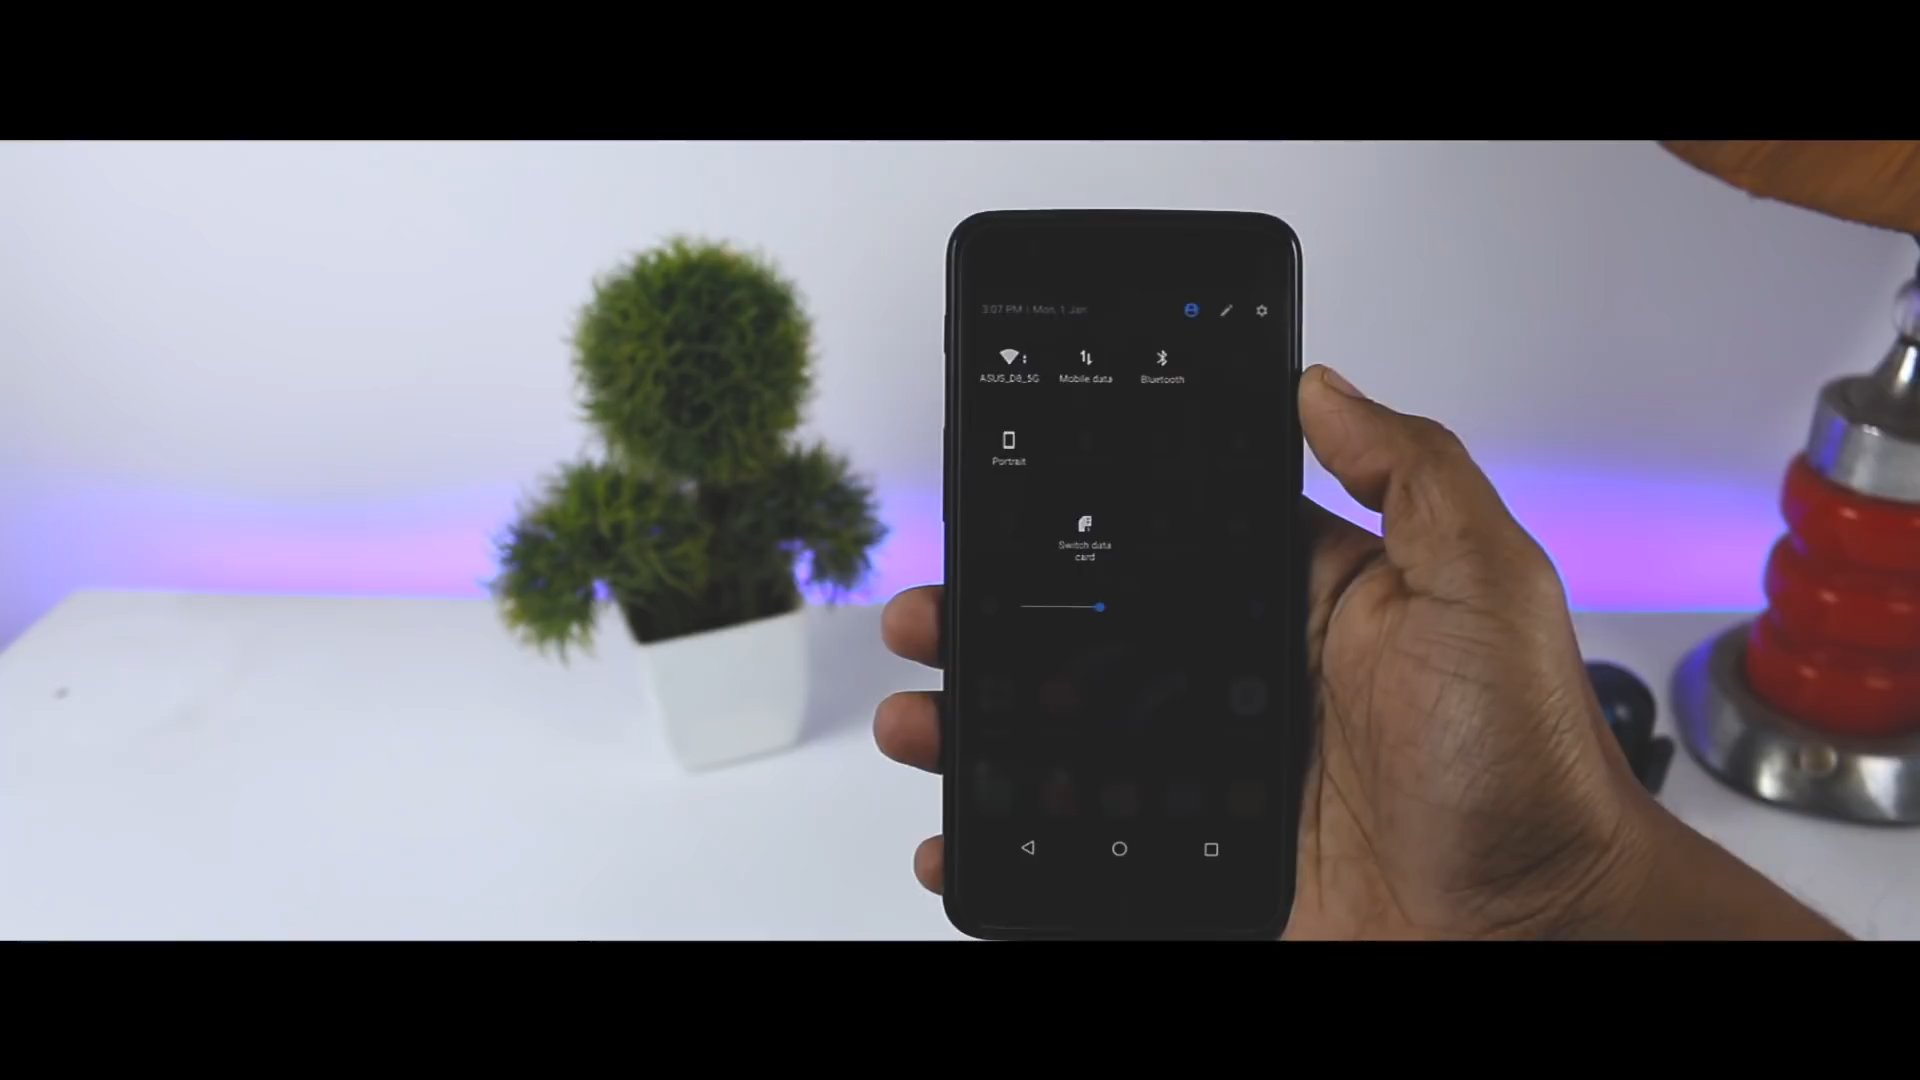 3:07 PM | Mon, 1 Jan
ASUS_D8_5G
Mobile data
Bluetooth
Portrait
Switch data
card